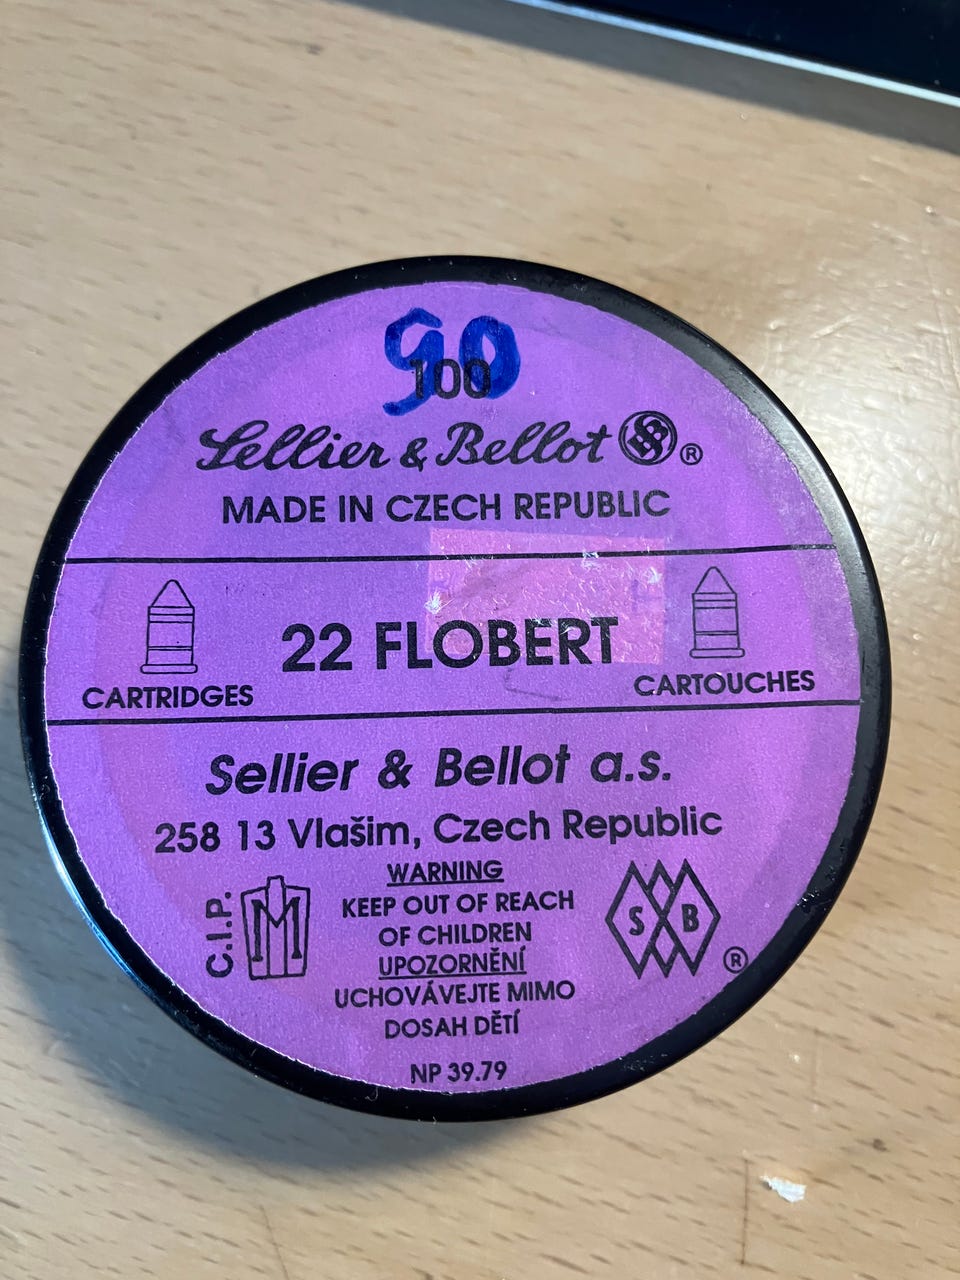 90
100
Sellier & Bellot SB ®
MADE IN CZECH REPUBLIC
22 FLOBERT
CARTRIDGES
CARTOUCHES
Sellier & Bellot a.s.
258 13 Vlašim, Czech Republic
WARNING
KEEP OUT OF REACH
OF CHILDREN
UPOZORNĚNÍ
UCHOVÁVEJTE MIMO
DOSAH DĚTÍ
C.I.P.
M
S B ®
NP 39.79